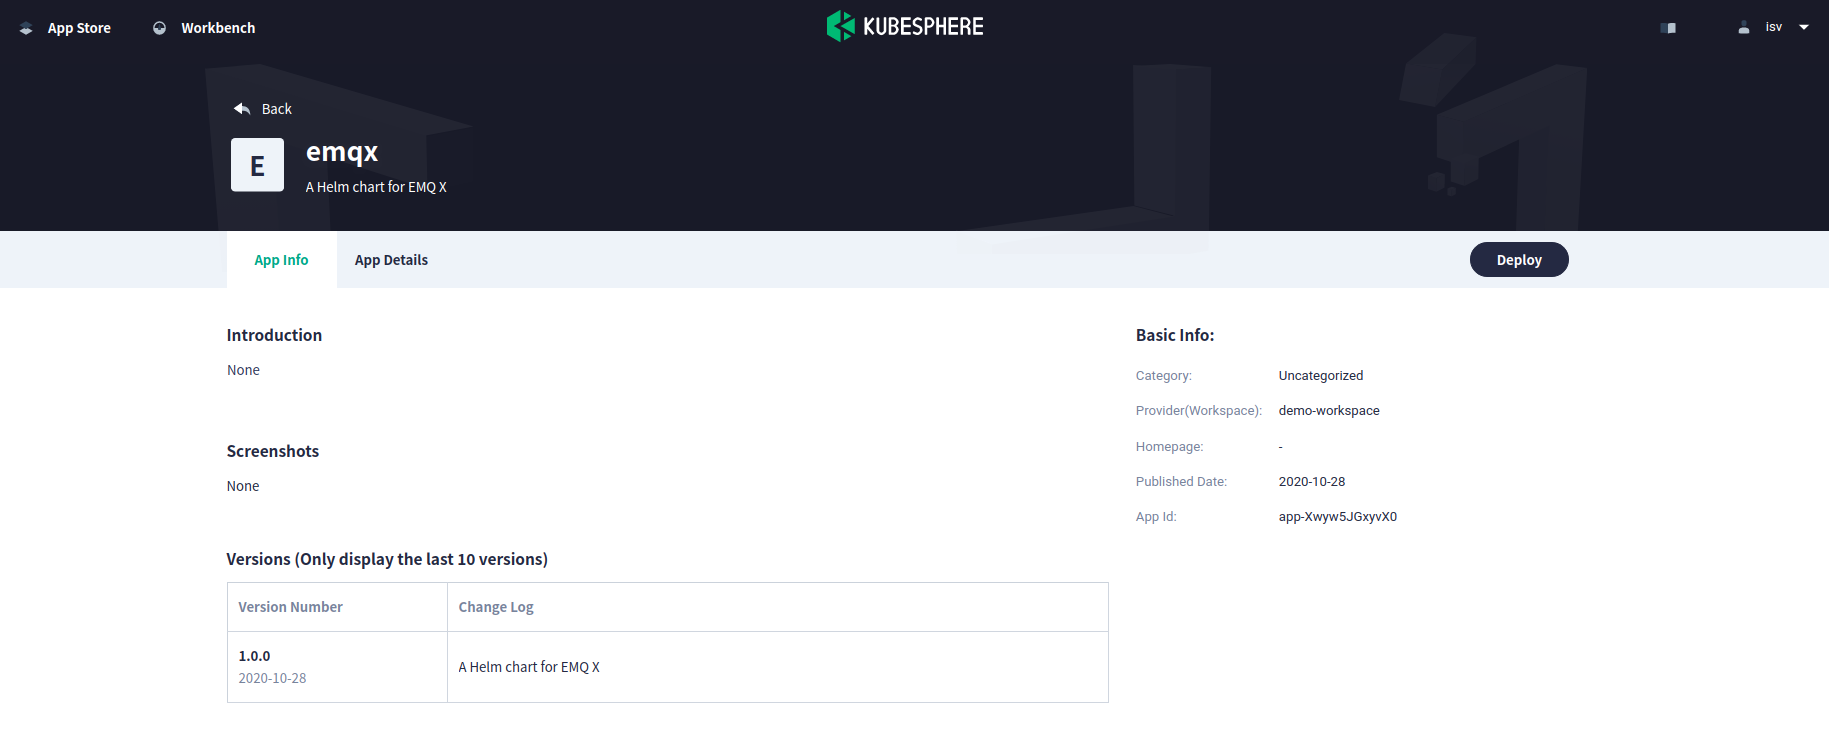 App Store Workbench KUBESPHERE isv
Back
E
emqx
A Helm chart for EMQ X
App Info App Details Deploy
Introduction
None
Screenshots
None
Versions (Only display the last 10 versions)
Version Number Change Log
1.0.0
2020-10-28
A Helm chart for EMQ X
Basic Info:
Category: Uncategorized
Provider(Workspace): demo-workspace
Homepage: -
Published Date: 2020-10-28
App Id: app-Xwyw5JGxyvX0